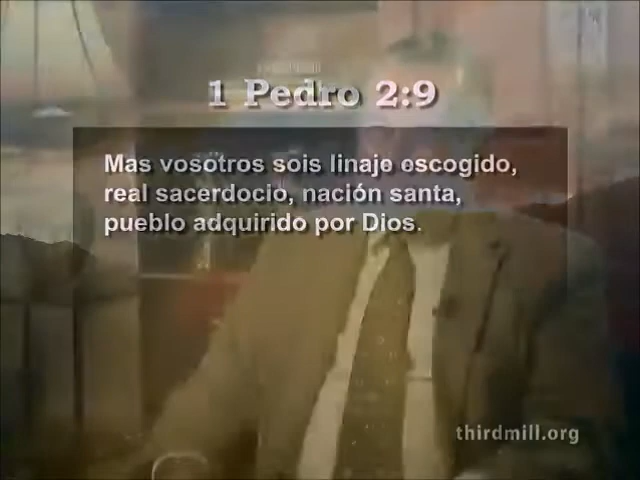 1 Pedro 2:9
Mas vosotros sois linaje escogido,
real sacerdocio, nación santa,
pueblo adquirido por Dios.
thirdmill.org